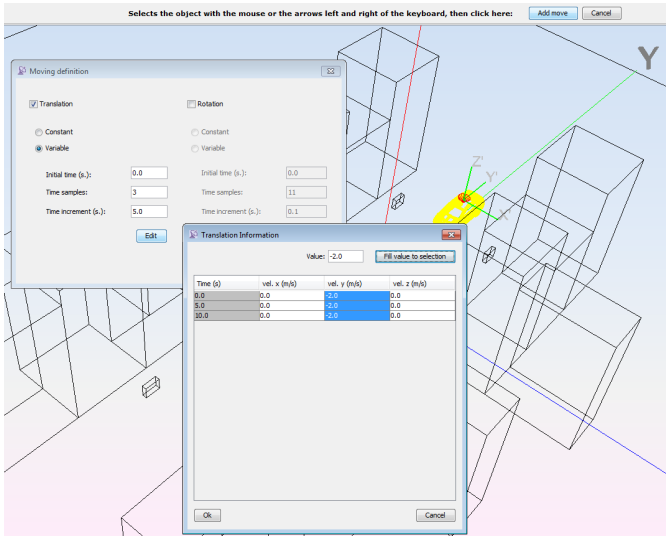 Selects the object with the mouse or the arrows left and right of the keyboard, then click here: Add move Cancel
Y
Moving definition
Translation Rotation
Constant Constant
Variable Variable
Initial time (s.): 0.0 Initial time (s.): 0.0
Time samples: 3 Time samples: 11
Time increment (s.): 5.0 Time increment (s.): 0.1
Edit
Z'
Y'
X'
Translation Information
Value: -2.0 Fill value to selection
Time (s) vel. x (m/s) vel. y (m/s) vel. z (m/s)
0.0 0.0 -2.0 0.0
5.0 0.0 -2.0 0.0
10.0 0.0 -2.0 0.0
Ok Cancel